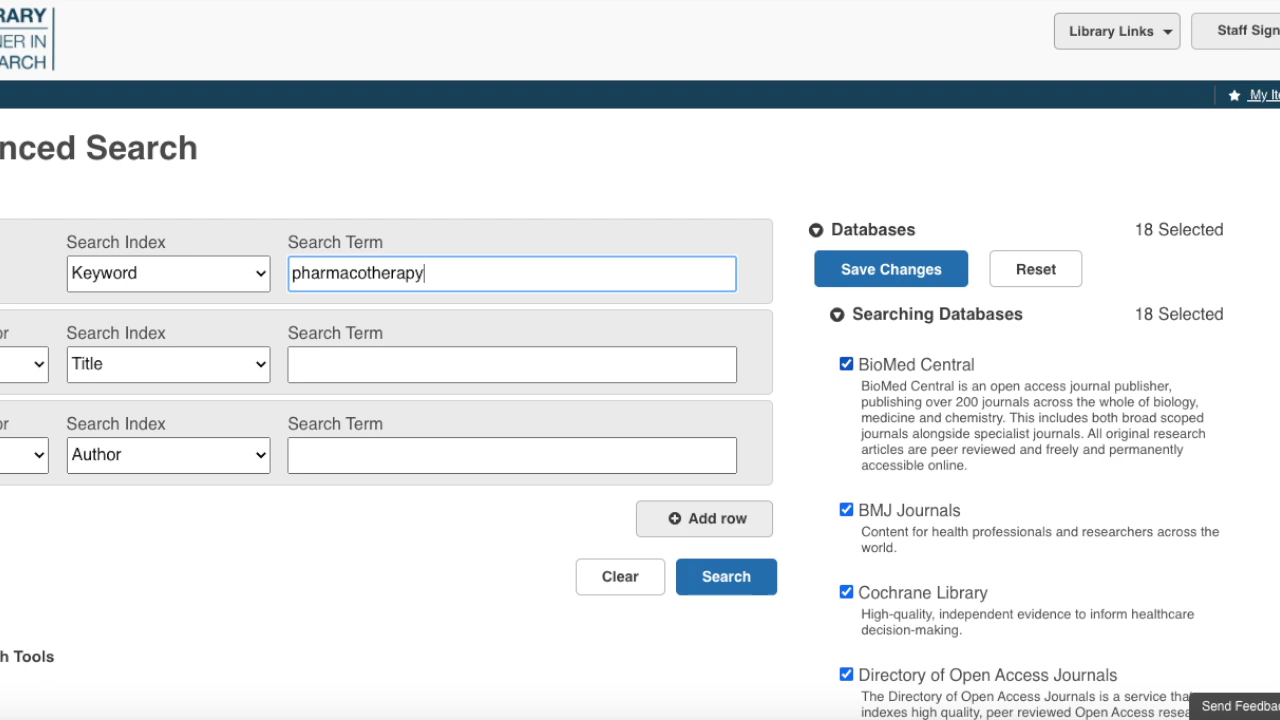 RARY
NER IN
ARCH
Library Links
Staff Sign
My Ite
nced Search
Search Index
Search Term
Keyword
pharmacotherapy
or
Search Index
Search Term
Title
or
Search Index
Search Term
Author
Add row
Clear
Search
h Tools
Databases
18 Selected
Save Changes
Reset
Searching Databases
18 Selected
BioMed Central
BioMed Central is an open access journal publisher,
publishing over 200 journals across the whole of biology,
medicine and chemistry. This includes both broad scoped
journals alongside specialist journals. All original research
articles are peer reviewed and freely and permanently
accessible online.
BMJ Journals
Content for health professionals and researchers across the
world.
Cochrane Library
High-quality, independent evidence to inform healthcare
decision-making.
Directory of Open Access Journals
The Directory of Open Access Journals is a service tha
indexes high quality, peer reviewed Open Access resea
Send Feedba